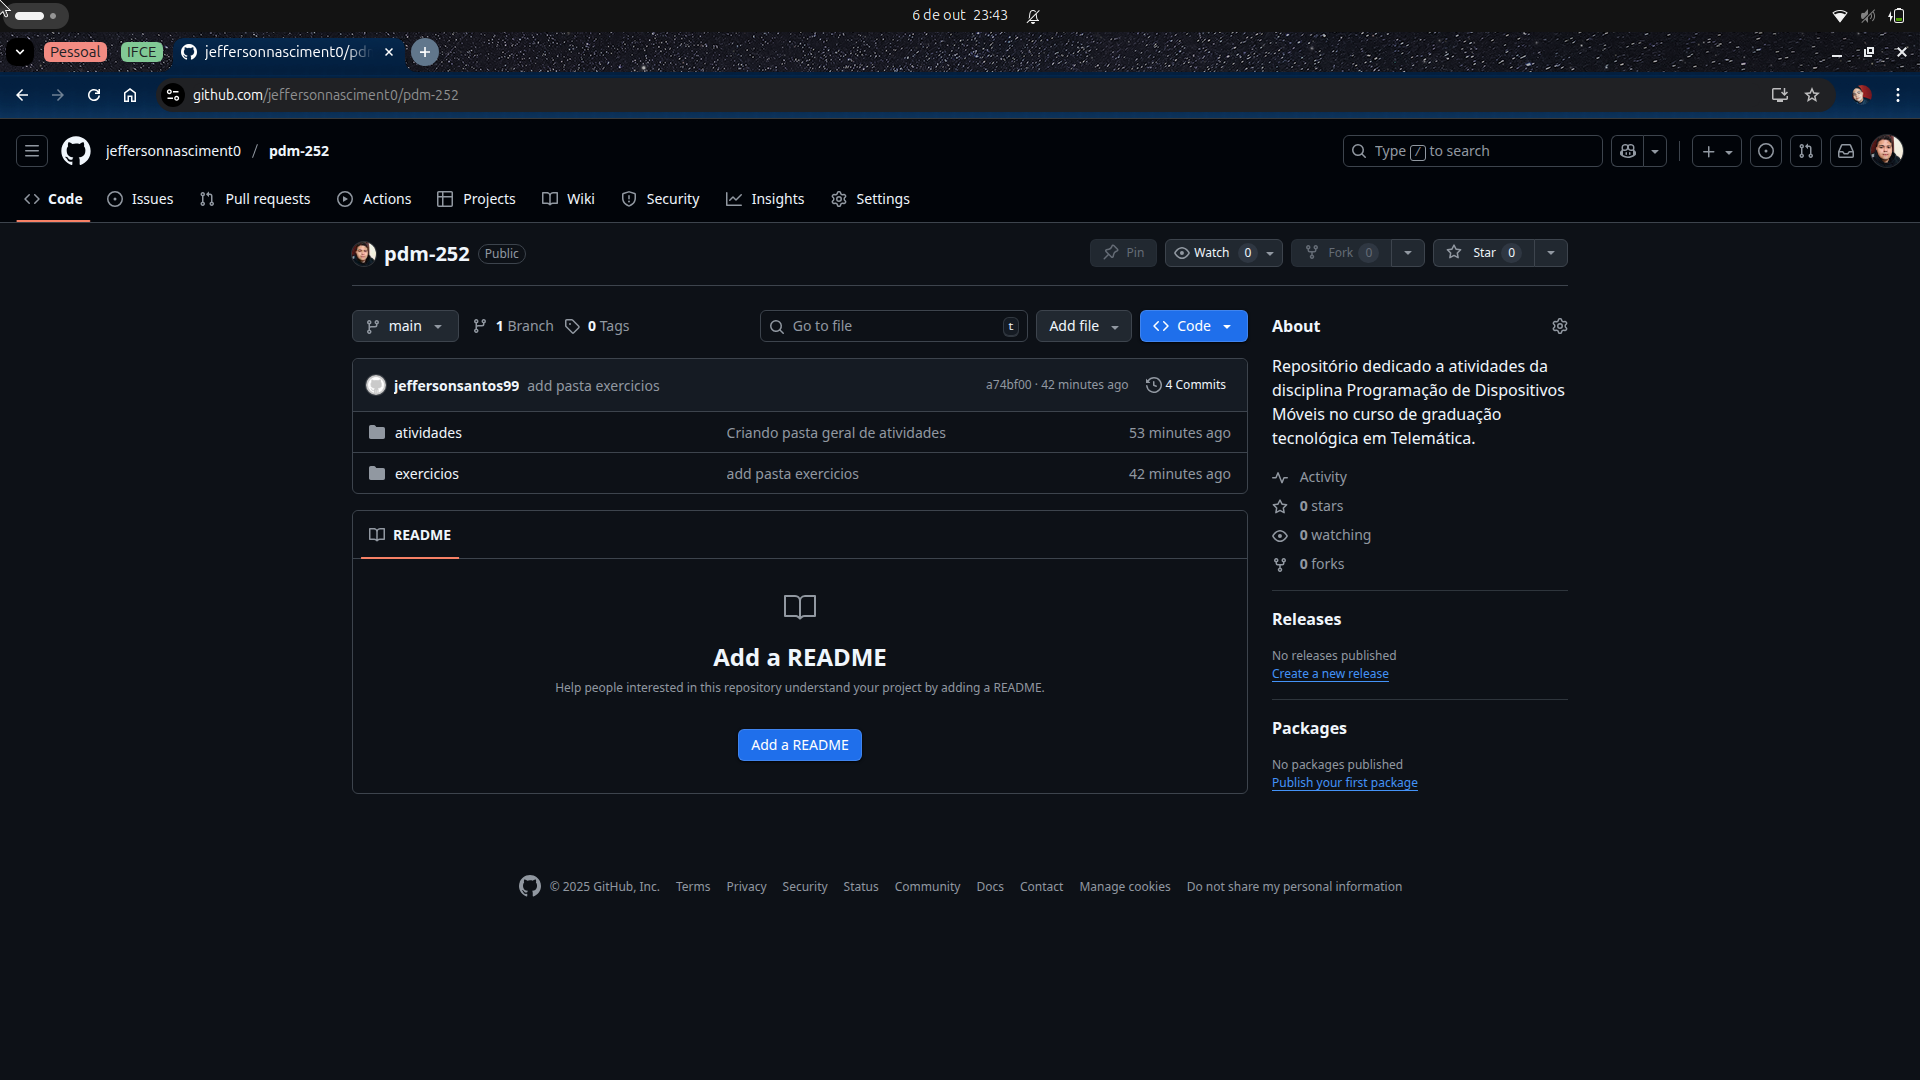 6 de out 23:43
Pessoal IFCE jeffersonnasciment0/pdm
github.com/jeffersonnasciment0/pdm-252
jeffersonnasciment0 / pdm-252 Type / to search
Code Issues Pull requests Actions Projects Wiki Security Insights Settings
pdm-252 Public Pin Watch 0 Fork 0 Star 0
main 1 Branch 0 Tags Go to file t Add file Code
jeffersonsantos99 add pasta exercicios a74bf00 · 42 minutes ago 4 Commits
atividades Criando pasta geral de atividades 53 minutes ago
exercicios add pasta exercicios 42 minutes ago
README
Add a README
Help people interested in this repository understand your project by adding a README.
Add a README
About
Repositório dedicado a atividades da
disciplina Programação de Dispositivos
Móveis no curso de graduação
tecnológica em Telemática.
Activity
0 stars
0 watching
0 forks
Releases
No releases published
Create a new release
Packages
No packages published
Publish your first package
© 2025 GitHub, Inc. Terms Privacy Security Status Community Docs Contact Manage cookies Do not share my personal information